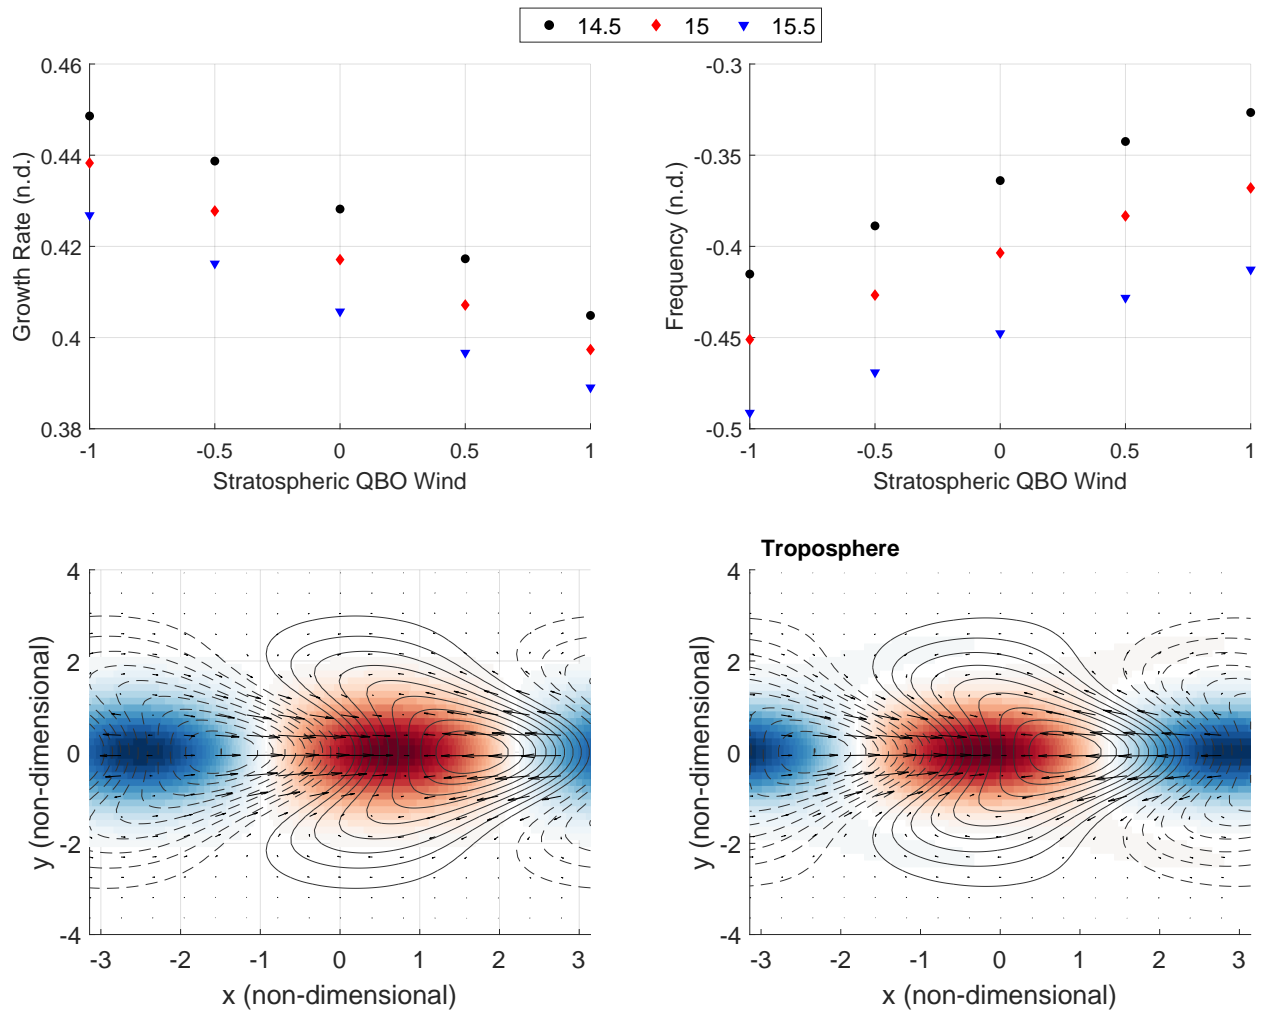 14.5 15 15.5
0.46
0.44
0.42
0.4
0.38
-1 -0.5 0 0.5 1
Growth Rate (n.d.)
Stratospheric QBO Wind
-0.3
-0.35
-0.4
-0.45
-0.5
-1 -0.5 0 0.5 1
Frequency (n.d.)
Stratospheric QBO Wind
4
2
0
-2
-4
-3 -2 -1 0 1 2 3
y (non-dimensional)
x (non-dimensional)
Troposphere
4
2
0
-2
-4
-3 -2 -1 0 1 2 3
y (non-dimensional)
x (non-dimensional)